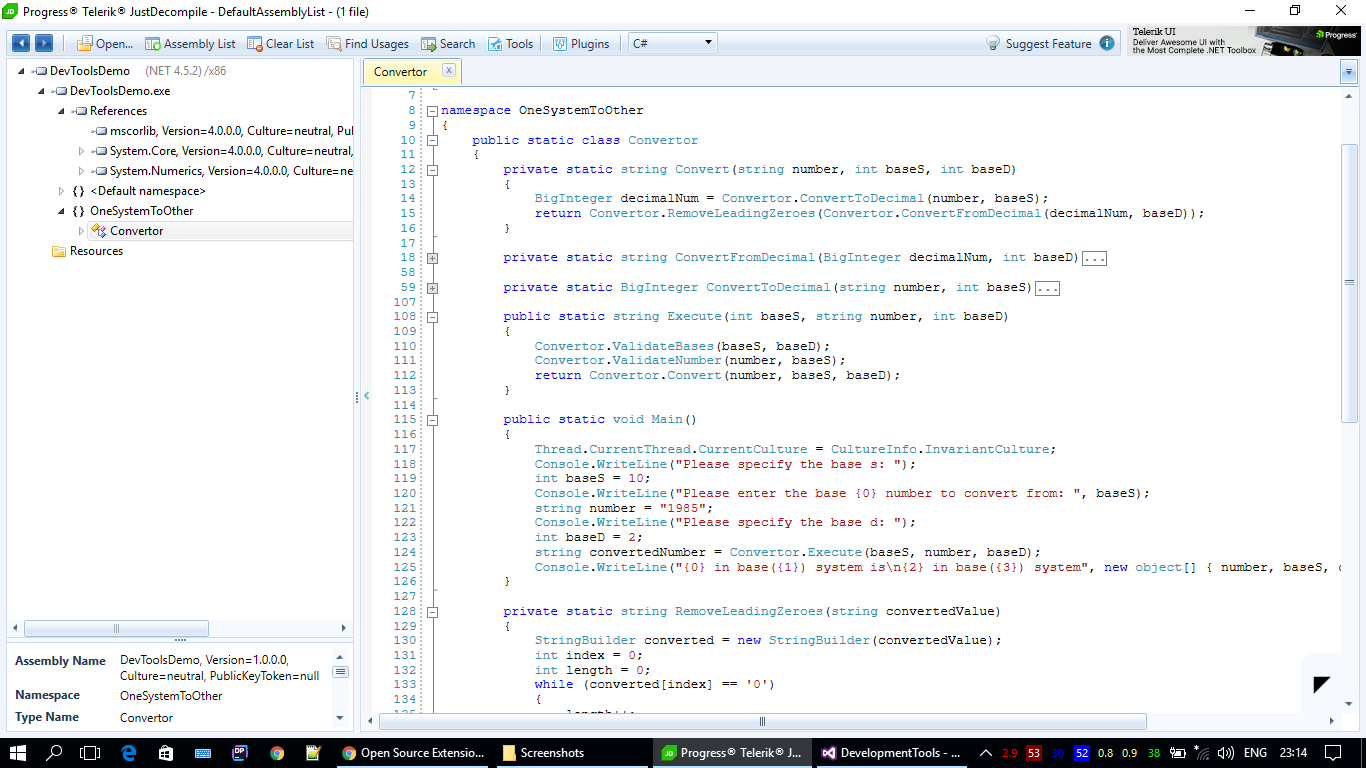 Progress® Telerik® JustDecompile - DefaultAssemblyList - (1 file)
Open... Assembly List Clear List Find Usages Search Tools Plugins C# Suggest Feature
Telerik UI
Deliver Awesome UI with
the Most Complete .NET Toolbox
Progress
DevToolsDemo (NET 4.5.2) /x86
DevToolsDemo.exe
References
mscorlib, Version=4.0.0.0, Culture=neutral, Pul
System.Core, Version=4.0.0.0, Culture=neutral,
System.Numerics, Version=4.0.0.0, Culture=ne
{} <Default namespace>
{} OneSystemToOther
Convertor
Resources
Assembly Name DevToolsDemo, Version=1.0.0.0,
Culture=neutral, PublicKeyToken=null
Namespace OneSystemToOther
Type Name Convertor
Convertor x
7
8 namespace OneSystemToOther
9 {
10 public static class Convertor
11 {
12 private static string Convert(string number, int baseS, int baseD)
13 {
14 BigInteger decimalNum = Convertor.ConvertToDecimal(number, baseS);
15 return Convertor.RemoveLeadingZeroes(Convertor.ConvertFromDecimal(decimalNum, baseD));
16 }
17
18 private static string ConvertFromDecimal(BigInteger decimalNum, int baseD)...
58
59 private static BigInteger ConvertToDecimal(string number, int baseS)...
107
108 public static string Execute(int baseS, string number, int baseD)
109 {
110 Convertor.ValidateBases(baseS, baseD);
111 Convertor.ValidateNumber(number, baseS);
112 return Convertor.Convert(number, baseS, baseD);
113 }
114
115 public static void Main()
116 {
117 Thread.CurrentThread.CurrentCulture = CultureInfo.InvariantCulture;
118 Console.WriteLine("Please specify the base s: ");
119 int baseS = 10;
120 Console.WriteLine("Please enter the base {0} number to convert from: ", baseS);
121 string number = "1985";
122 Console.WriteLine("Please specify the base d: ");
123 int baseD = 2;
124 string convertedNumber = Convertor.Execute(baseS, number, baseD);
125 Console.WriteLine("{0} in base({1}) system is\n{2} in base({3}) system", new object[] { number, baseS,
126 }
127
128 private static string RemoveLeadingZeroes(string convertedValue)
129 {
130 StringBuilder converted = new StringBuilder(convertedValue);
131 int index = 0;
132 int length = 0;
133 while (converted[index] == '0')
134 {
Open Source Extensio... Screenshots Progress® Telerik® J... DevelopmentTools - ... 2.9 53 30 52 0.8 0.9 38 ENG 23:14